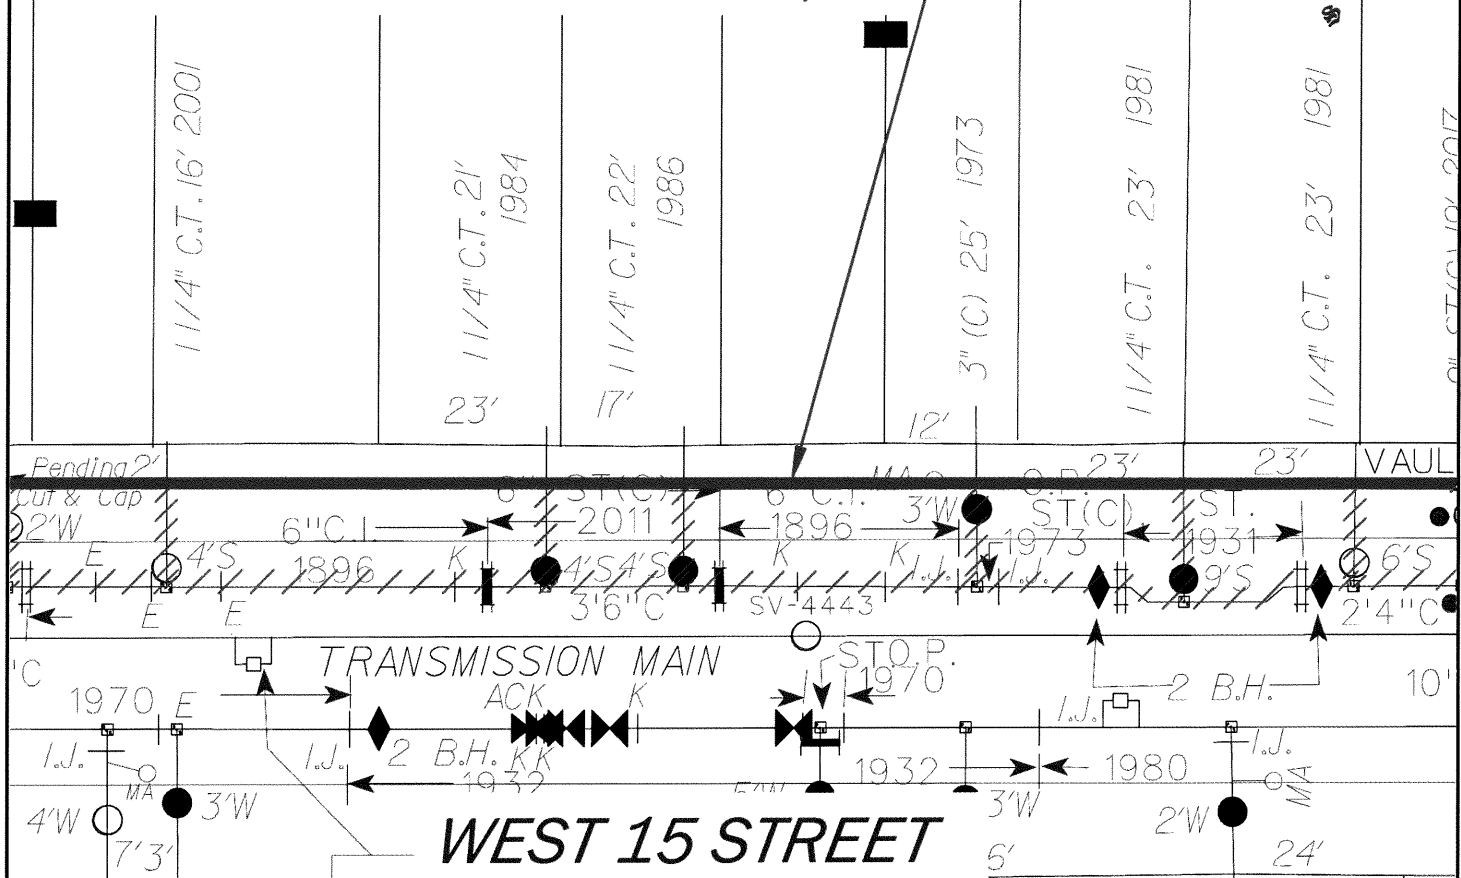 1 1/4" C.T. 16' 2001
1 1/4" C.T. 21'
1984
1 1/4" C.T. 22'
1986
3" (C) 25' 1973
1 1/4" C.T. 23' 1981
1 1/4" C.T. 23' 1981
23'
17'
12'
Pending 2'
Cut & Cap
23'
23'
VAUL
2'W
6"C.I.
1896
2011
1896
3'W
ST(C)
1973
ST.
1931
E
4'S
K
4'S
4'S
K
K
I.J.
I.J.
9'S
6'S
E
E
3'6"C
SV-4443
2'4"C
'C
TRANSMISSION MAIN
ST O.P.
1970
2 B.H.
10'
1970
E
ACK
K
I.J.
I.J.
I.J.
2 B.H.
KK
I.J.
1932
1932
1980
MA
MA
4'W
3'W
3'W
2'W
7' 3'
WEST 15 STREET
6'
24'